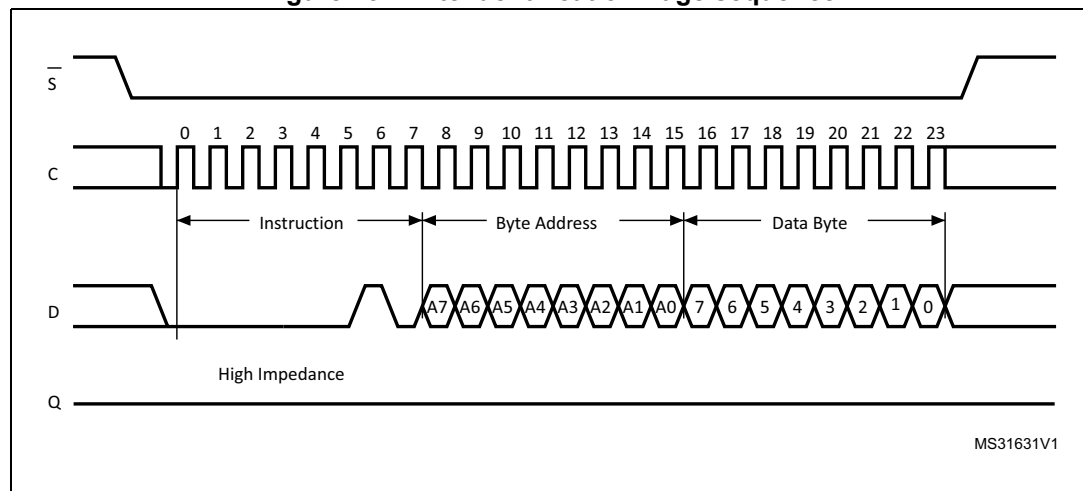 S
0 1 2 3 4 5 6 7 8 9 10 11 12 13 14 15 16 17 18 19 20 21 22 23
C
Instruction Byte Address Data Byte
D A7 A6 A5 A4 A3 A2 A1 A0 7 6 5 4 3 2 1 0
High Impedance
Q
MS31631V1